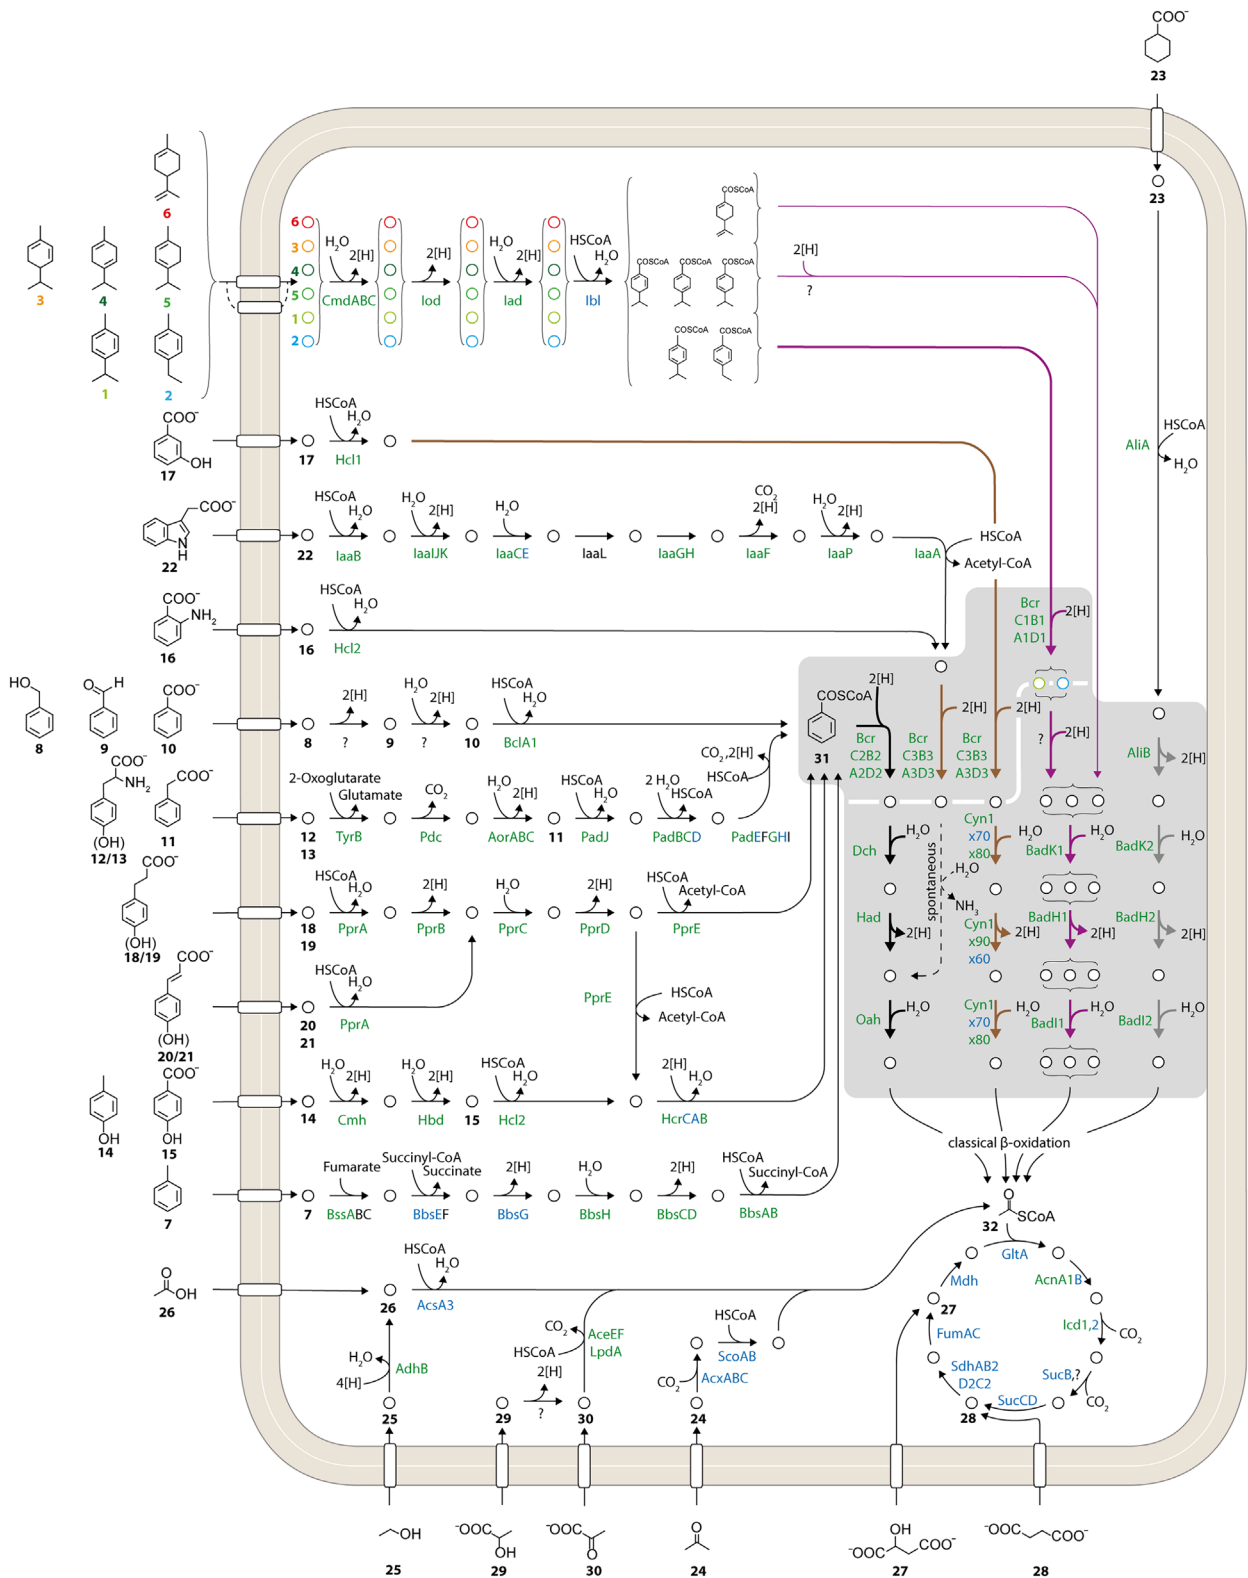 COO⁻
23
23
6
3
4
5
1
2
6
3
4
5
1
2
H₂O
2[H]
CmdABC
2[H]
Iod
H₂O
2[H]
Iad
HSCoA
H₂O
Ibl
COSCoA
COSCoA
COSCoA
COSCoA
COSCoA
COSCoA
2[H]
?
COO⁻
OH
17
17
HSCoA
H₂O
Hcl1
AliA
HSCoA
H₂O
COO⁻
N
H
22
22
HSCoA
H₂O
IaaB
H₂O
2[H]
IaaIJK
H₂O
IaaCE
IaaL
IaaGH
CO₂
2[H]
IaaF
H₂O
2[H]
IaaP
IaaA
HSCoA
Acetyl-CoA
COO⁻
NH₂
16
16
HSCoA
H₂O
Hcl2
Bcr
C1B1
A1D1
2[H]
HO
8
O
H
9
COO⁻
10
8
2[H]
?
9
H₂O
2[H]
?
10
HSCoA
H₂O
BclA1
COSCoA
31
2[H]
Bcr
C2B2
A2D2
2[H]
Bcr
C3B3
A3D3
2[H]
Bcr
C3B3
A3D3
?
2[H]
AliB
2[H]
COO⁻
NH₂
(OH)
12/13
COO⁻
11
12
13
2-Oxoglutarate
Glutamate
TyrB
CO₂
Pdc
H₂O
2[H]
AorABC
11
HSCoA
H₂O
PadJ
2 H₂O
HSCoA
PadBCD
CO₂,2[H]
HSCoA
PadEFGHI
Dch
H₂O
spontaneous
H₂O
NH₃
Cyn1
x70
x80
H₂O
BadK1
H₂O
BadK2
H₂O
COO⁻
(OH)
18/19
18
19
HSCoA
H₂O
PprA
2[H]
PprB
H₂O
PprC
2[H]
PprD
HSCoA
Acetyl-CoA
PprE
Had
2[H]
Cyn1
x90
x60
2[H]
BadH1
2[H]
BadH2
2[H]
COO⁻
(OH)
20/21
20
21
HSCoA
H₂O
PprA
PprE
HSCoA
Acetyl-CoA
Oah
H₂O
Cyn1
x70
x80
H₂O
BadI1
H₂O
BadI2
H₂O
OH
14
COO⁻
OH
15
14
H₂O
2[H]
Cmh
H₂O
2[H]
Hbd
15
HSCoA
H₂O
Hcl2
2[H]
H₂O
HcrCAB
classical β-oxidation
7
7
Fumarate
BssABC
Succinyl-CoA
Succinate
BbsEF
2[H]
BbsG
H₂O
BbsH
2[H]
BbsCD
HSCoA
Succinyl-CoA
BbsAB
O
SCoA
32
O
OH
26
26
HSCoA
H₂O
AcsA3
GltA
Mdh
AcnA1B
27
Icd1,2
CO₂
FumAC
SucB,?
CO₂
SdhAB2
D2C2
SucCD
28
H₂O
4[H]
AdhB
25
29
2[H]
?
30
CO₂
HSCoA
AceEF
LpdA
CO₂
AcxABC
24
HSCoA
ScoAB
OH
25
⁻OOC
OH
29
⁻OOC
O
30
O
24
OH
⁻OOC
COO⁻
27
⁻OOC
COO⁻
28